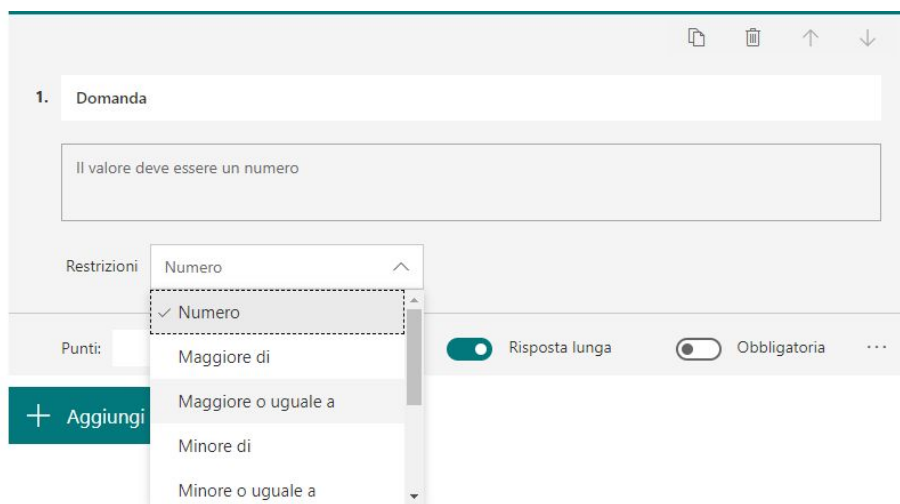 1. Domanda
Il valore deve essere un numero
Restrizioni Numero
Numero
Punti: Risposta lunga Obbligatoria ...
Maggiore di
Maggiore o uguale a
+ Aggiungi
Minore di
Minore o uguale a